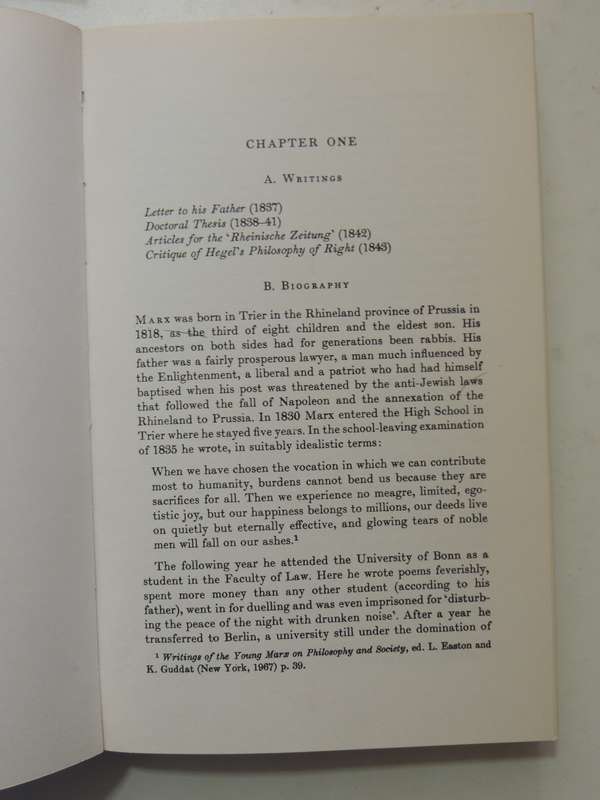 CHAPTER ONE
A. WRITINGS
Letter to his Father (1837)
Doctoral Thesis (1838–41)
Articles for the 'Rheinische Zeitung' (1842)
Critique of Hegel's Philosophy of Right (1843)
B. BIOGRAPHY
MARX was born in Trier in the Rhineland province of Prussia in
1818, as the third of eight children and the eldest son. His
ancestors on both sides had for generations been rabbis. His
father was a fairly prosperous lawyer, a man much influenced by
the Enlightenment, a liberal and a patriot who had had himself
baptised when his post was threatened by the anti-Jewish laws
that followed the fall of Napoleon and the annexation of the
Rhineland to Prussia. In 1830 Marx entered the High School in
Trier where he stayed five years. In the school-leaving examination
of 1835 he wrote, in suitably idealistic terms:
When we have chosen the vocation in which we can contribute
most to humanity, burdens cannot bend us because they are
sacrifices for all. Then we experience no meagre, limited, ego-
tistic joy, but our happiness belongs to millions, our deeds live
on quietly but eternally effective, and glowing tears of noble
men will fall on our ashes.¹
The following year he attended the University of Bonn as a
student in the Faculty of Law. Here he wrote poems feverishly,
spent more money than any other student (according to his
father), went in for duelling and was even imprisoned for 'disturb-
ing the peace of the night with drunken noise'. After a year he
transferred to Berlin, a university still under the domination of
¹ Writings of the Young Marx on Philosophy and Society, ed. L. Easton and
K. Guddat (New York, 1967) p. 39.